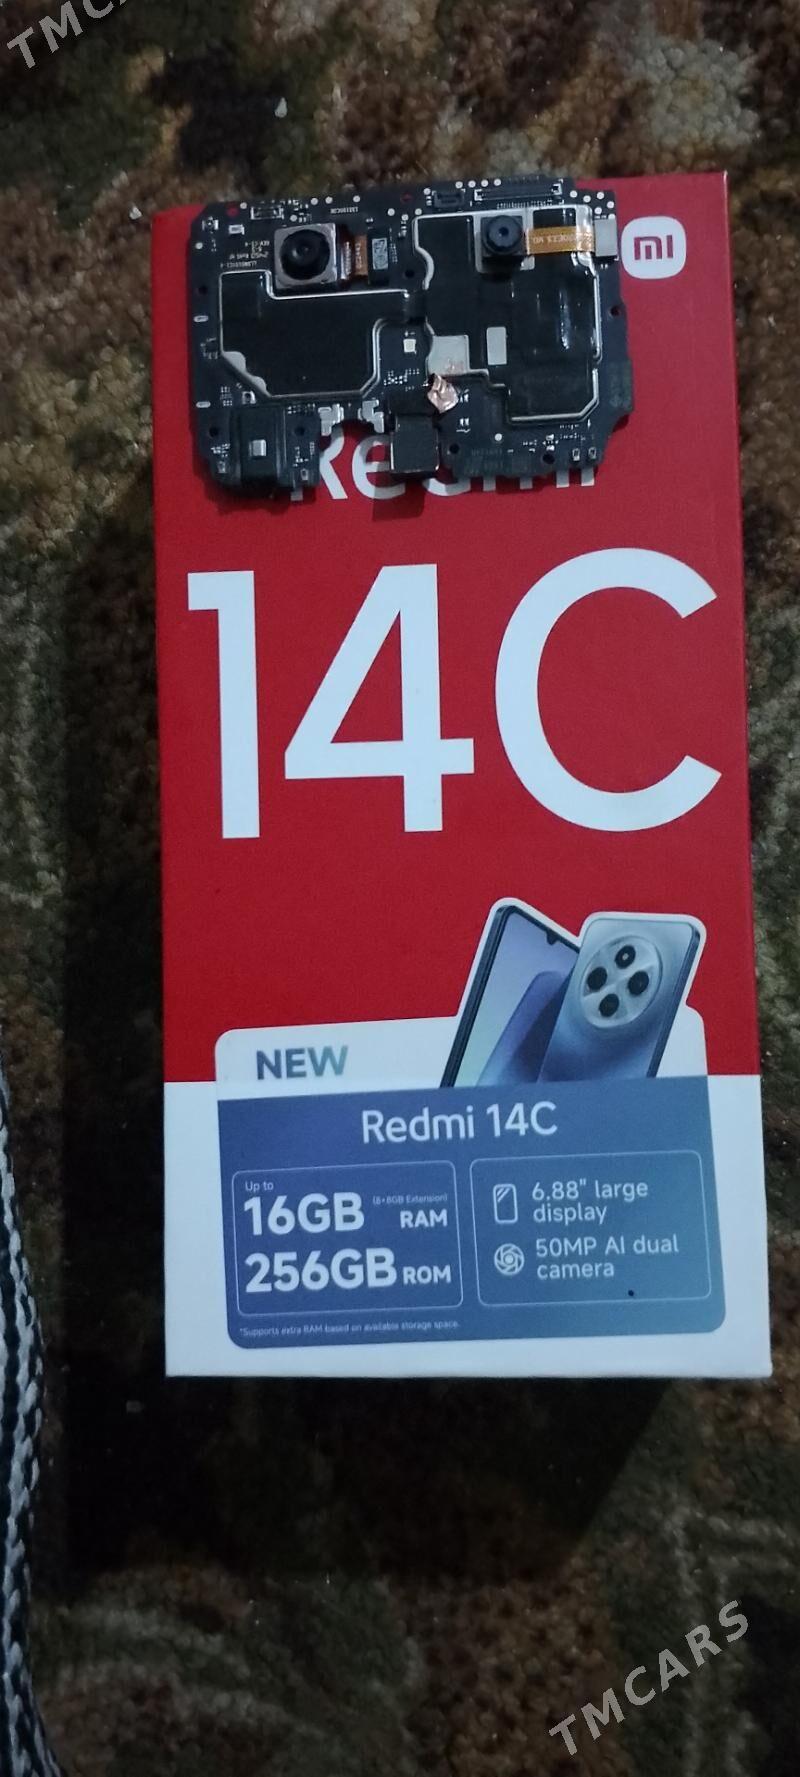 TMCA
mi
Redmi
14C
NEW
Redmi 14C
Up to
16GB (8+8GB Extension) RAM
256GB ROM
6.88" large
display
50MP AI dual
camera
*Supports extra RAM based on available storage space.
TMCARS